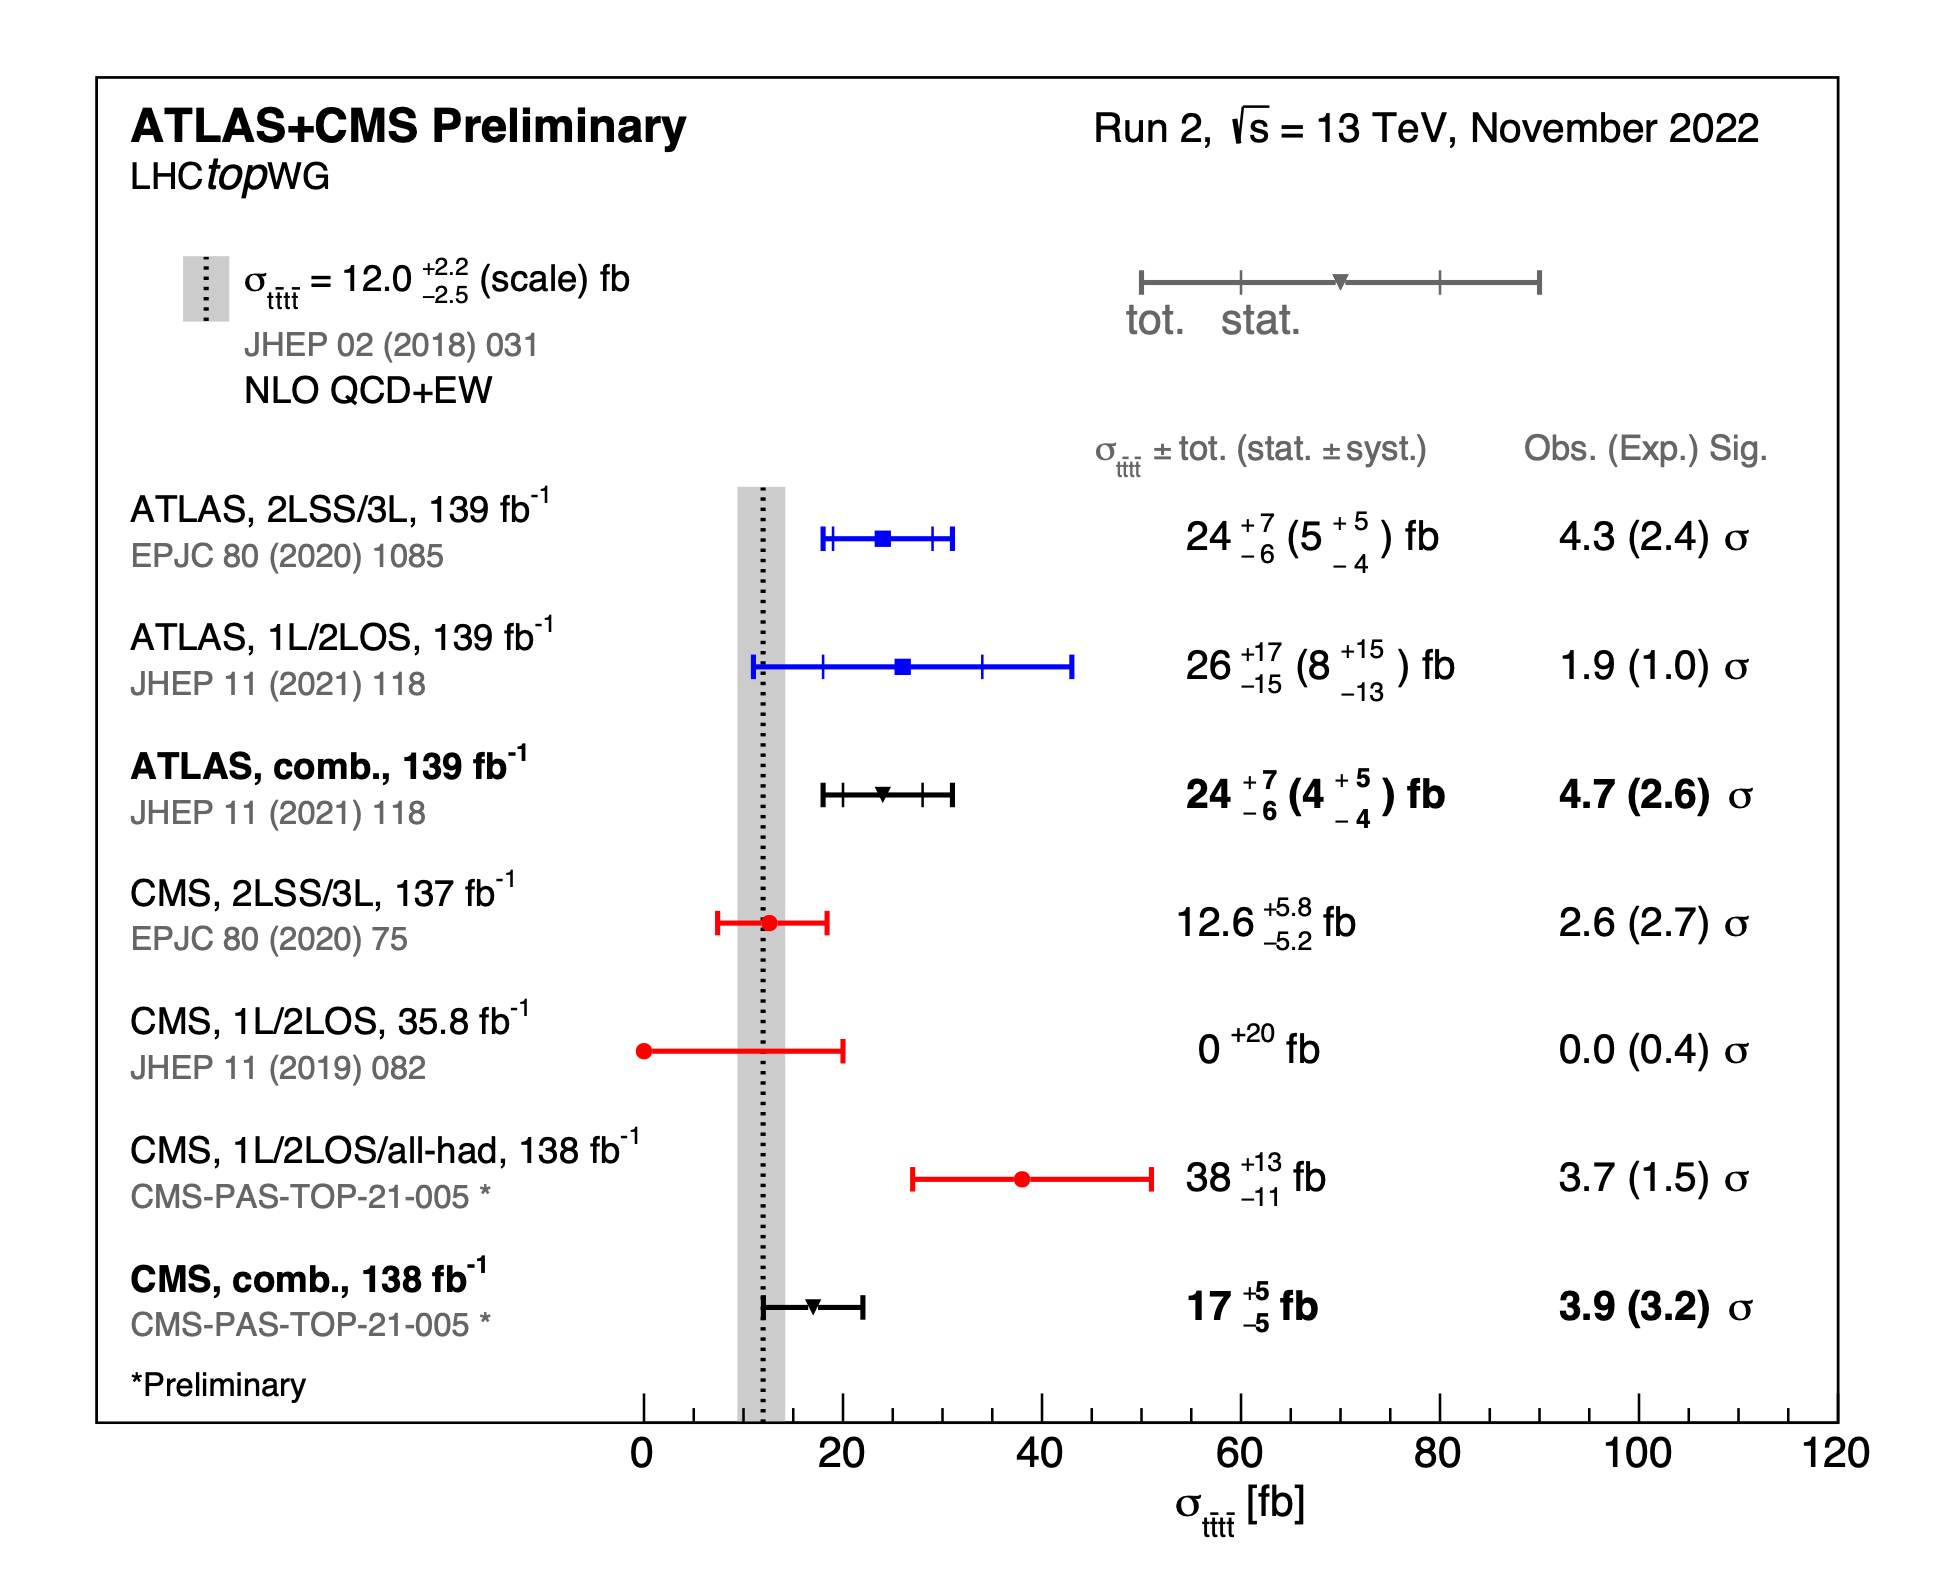 ATLAS+CMS Preliminary
LHCtopWG
Run 2, √s = 13 TeV, November 2022
σ_tt̄tt̄ = 12.0 +2.2 −2.5 (scale) fb
JHEP 02 (2018) 031
NLO QCD+EW
tot. stat.
σ_tt̄tt̄ ± tot. (stat. ± syst.) Obs. (Exp.) Sig.
ATLAS, 2LSS/3L, 139 fb⁻¹ 24 +7 −6 (5 +5 −4) fb 4.3 (2.4) σ
EPJC 80 (2020) 1085
ATLAS, 1L/2LOS, 139 fb⁻¹ 26 +17 −15 (8 +15 −13) fb 1.9 (1.0) σ
JHEP 11 (2021) 118
ATLAS, comb., 139 fb⁻¹ 24 +7 −6 (4 +5 −4) fb 4.7 (2.6) σ
JHEP 11 (2021) 118
CMS, 2LSS/3L, 137 fb⁻¹ 12.6 +5.8 −5.2 fb 2.6 (2.7) σ
EPJC 80 (2020) 75
CMS, 1L/2LOS, 35.8 fb⁻¹ 0 +20 fb 0.0 (0.4) σ
JHEP 11 (2019) 082
CMS, 1L/2LOS/all-had, 138 fb⁻¹ 38 +13 −11 fb 3.7 (1.5) σ
CMS-PAS-TOP-21-005 *
CMS, comb., 138 fb⁻¹ 17 +5 −5 fb 3.9 (3.2) σ
CMS-PAS-TOP-21-005 *
*Preliminary
0 20 40 60 80 100 120
σ_tt̄tt̄ [fb]